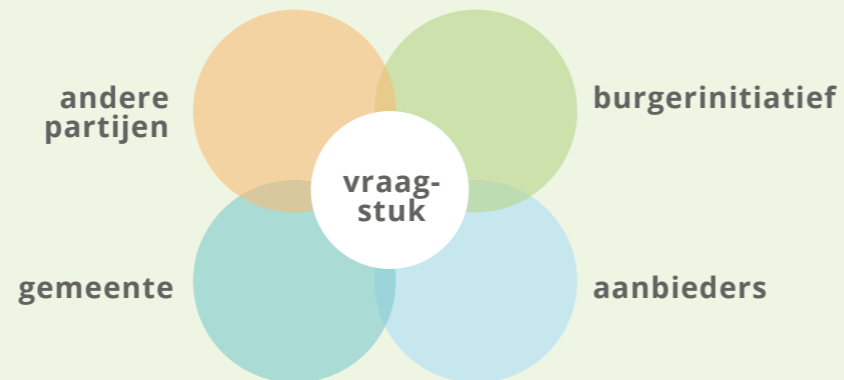 andere
partijen
burgerinitiatief
vraag-
stuk
gemeente
aanbieders